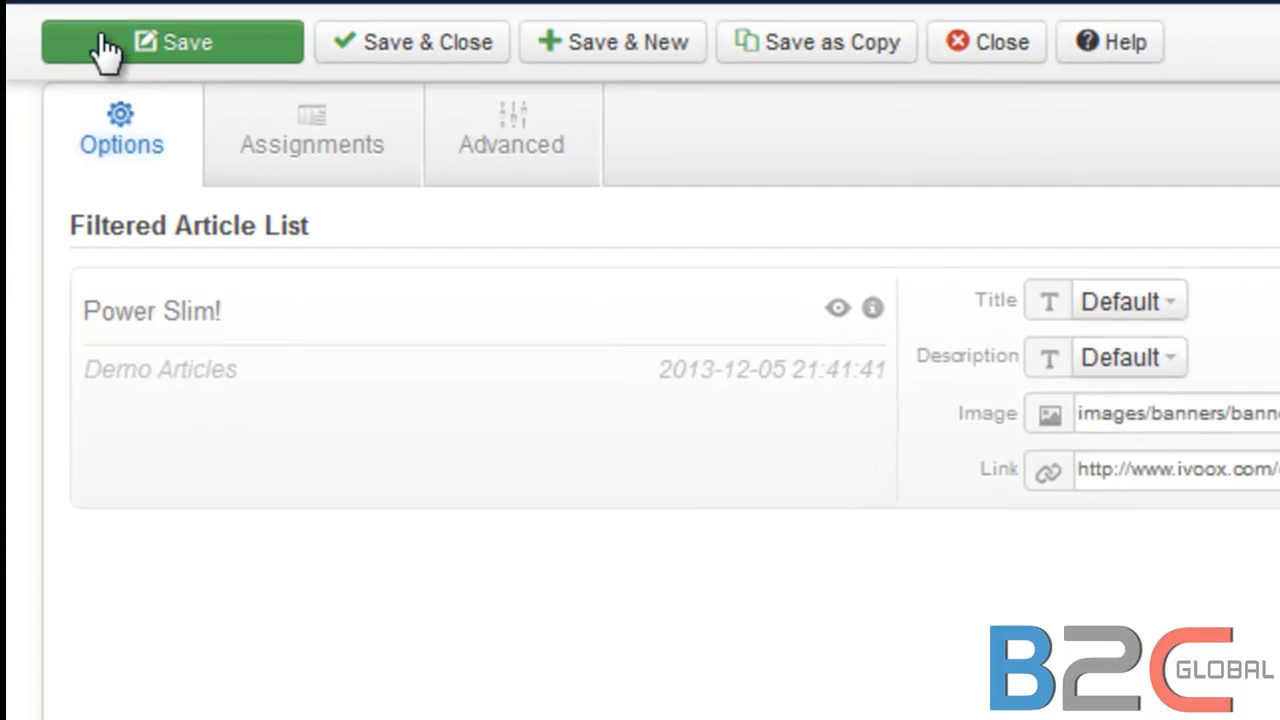 Save
Save & Close
Save & New
Save as Copy
Close
Help
Options
Assignments
Advanced
Filtered Article List
Power Slim!
Demo Articles
2013-12-05 21:41:41
Title
T
Default
Description
T
Default
Image
images/banners/bann
Link
http://www.ivoox.com/
B2C GLOBAL